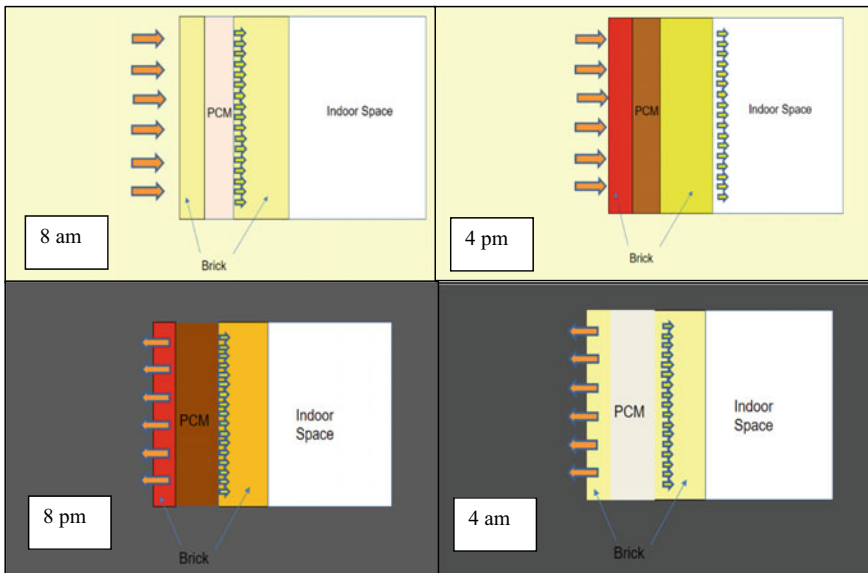 PCM
Indoor Space
Brick
8 am
PCM
Indoor Space
Brick
4 pm
PCM
Indoor
Space
Brick
8 pm
PCM
Indoor
Space
Brick
4 am